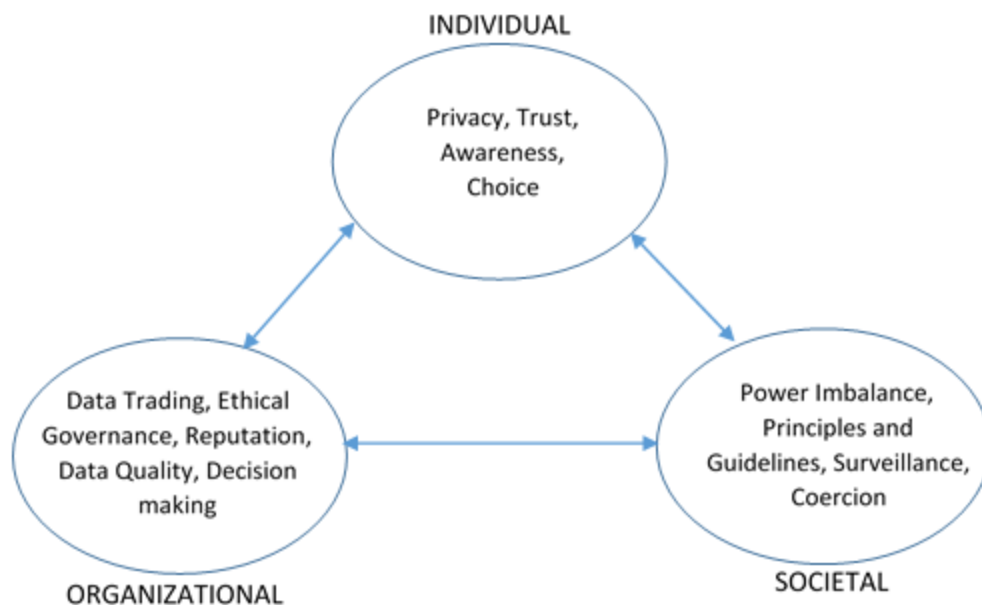 INDIVIDUAL
Privacy, Trust,
Awareness,
Choice
Data Trading, Ethical
Governance, Reputation,
Data Quality, Decision
making
ORGANIZATIONAL
Power Imbalance,
Principles and
Guidelines, Surveillance,
Coercion
SOCIETAL